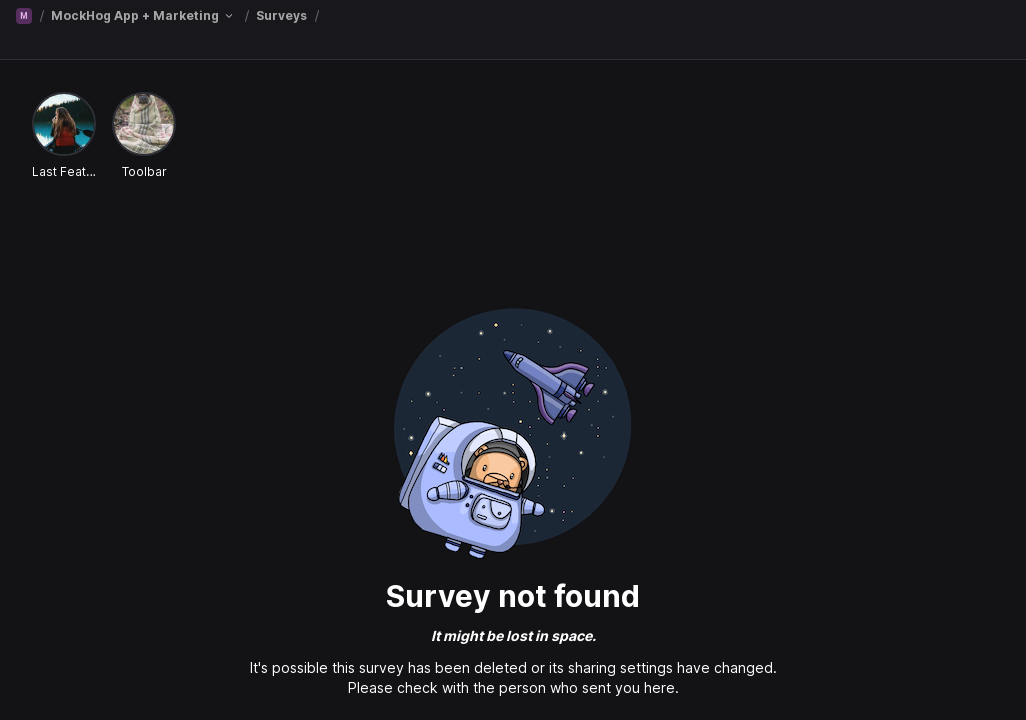 M / MockHog App + Marketing / Surveys /
Last Feat...
Toolbar
Survey not found
It might be lost in space.
It's possible this survey has been deleted or its sharing settings have changed.
Please check with the person who sent you here.